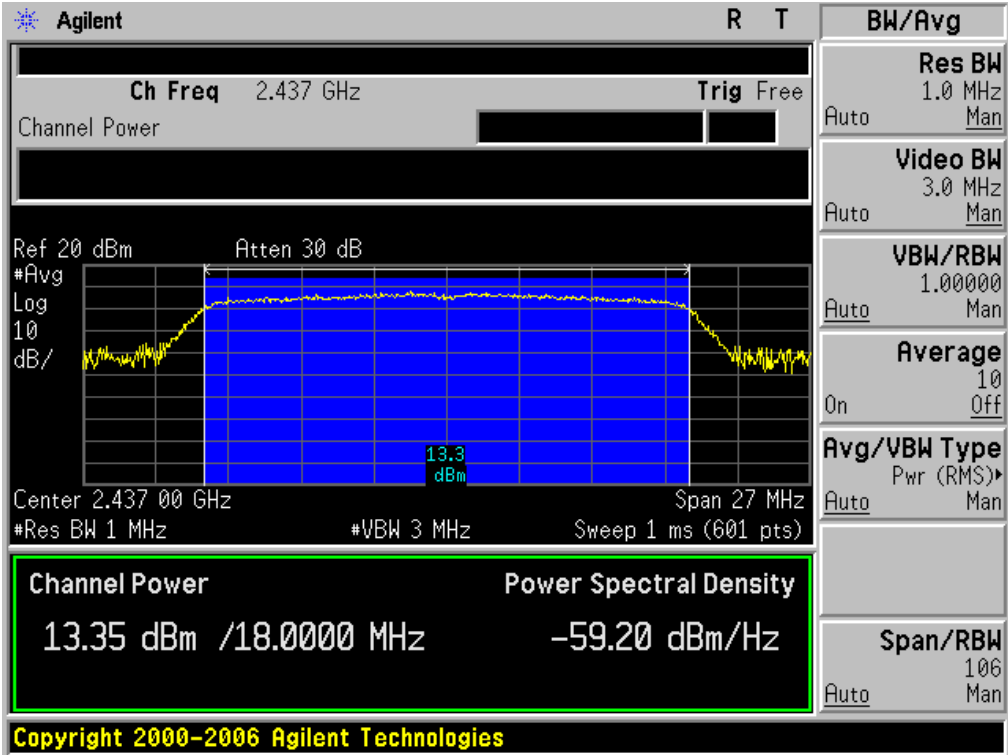 Agilent R T
Ch Freq 2.437 GHz Trig Free
Channel Power
Ref 20 dBm Atten 30 dB
#Avg
Log
10
dB/
13.3
dBm
Center 2.437 00 GHz Span 27 MHz
#Res BW 1 MHz #VBW 3 MHz Sweep 1 ms (601 pts)
Channel Power Power Spectral Density
13.35 dBm /18.0000 MHz -59.20 dBm/Hz
Copyright 2000-2006 Agilent Technologies
BW/Avg
Res BW
1.0 MHz
Auto Man
Video BW
3.0 MHz
Auto Man
VBW/RBW
1.00000
Auto Man
Average
10
On Off
Avg/VBW Type
Pwr (RMS)▸
Auto Man
Span/RBW
106
Auto Man